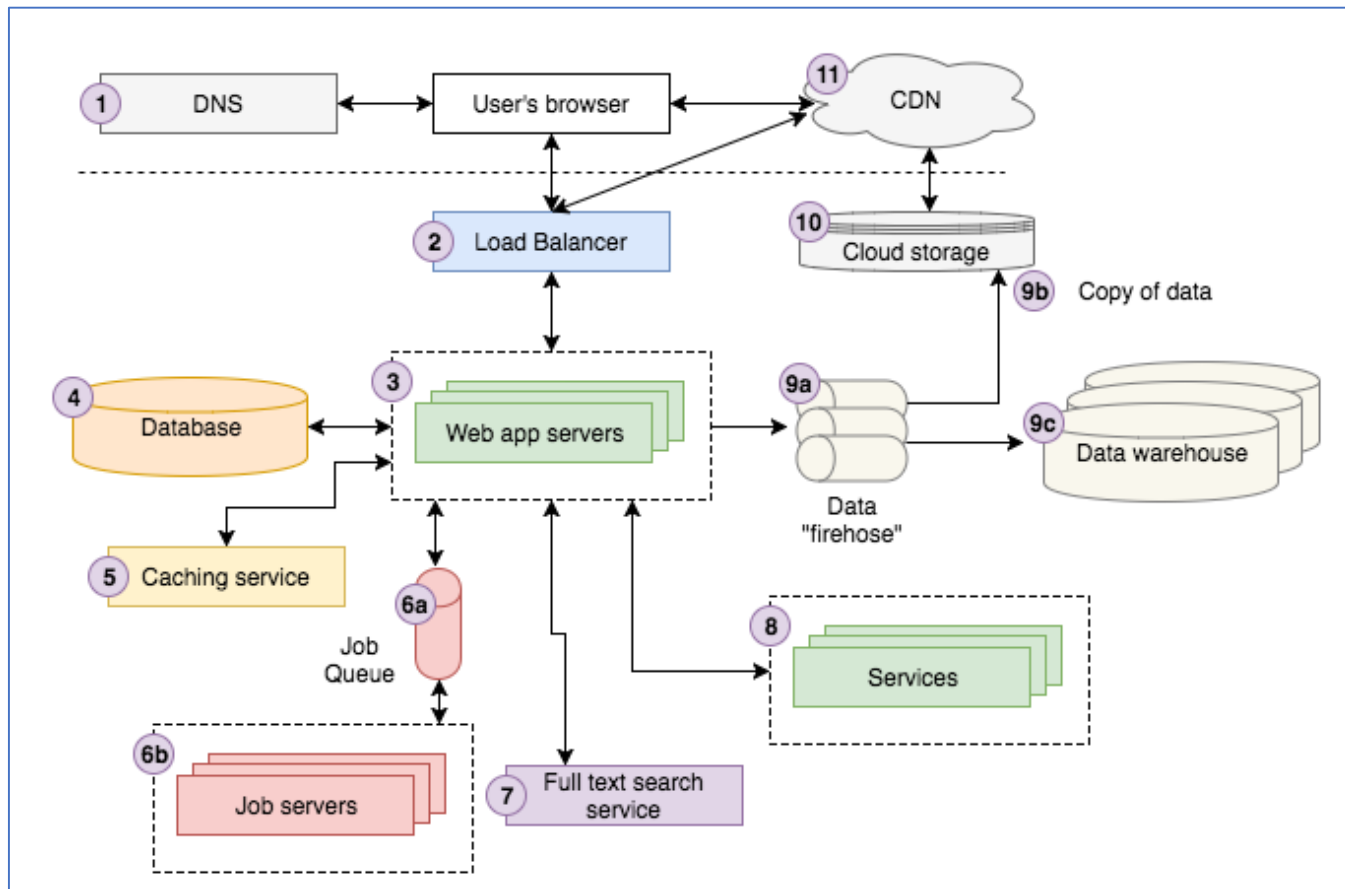 1
DNS
User's browser
11
CDN
2
Load Balancer
10
Cloud storage
9b
Copy of data
3
Web app servers
4
Database
9a
Data
"firehose"
9c
Data warehouse
5
Caching service
6a
Job
Queue
8
Services
6b
Job servers
7
Full text search
service